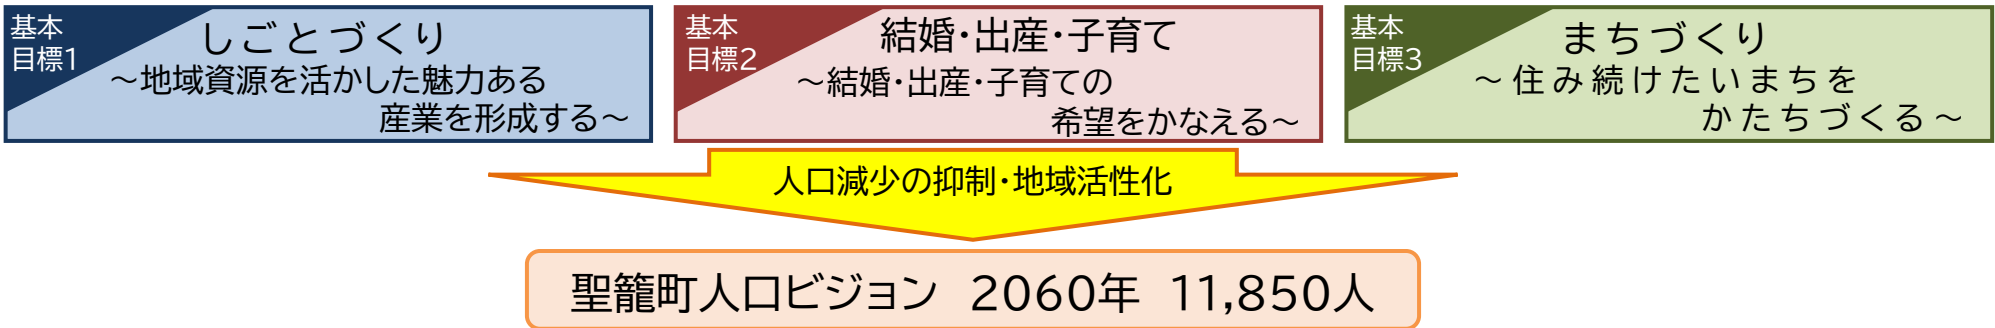 基本
目標1
しごとづくり
～地域資源を活かした魅力ある
産業を形成する～
基本
目標2
結婚・出産・子育て
～結婚・出産・子育ての
希望をかなえる～
基本
目標3
まちづくり
～住み続けたいまちを
かたちづくる～
人口減少の抑制・地域活性化
聖籠町人口ビジョン　2060年　11,850人